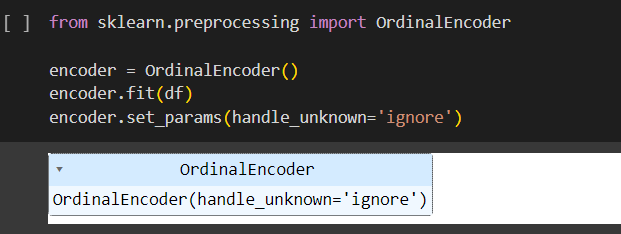 [ ] from sklearn.preprocessing import OrdinalEncoder
encoder = OrdinalEncoder()
encoder.fit(df)
encoder.set_params(handle_unknown='ignore')
▾ OrdinalEncoder
OrdinalEncoder(handle_unknown='ignore')